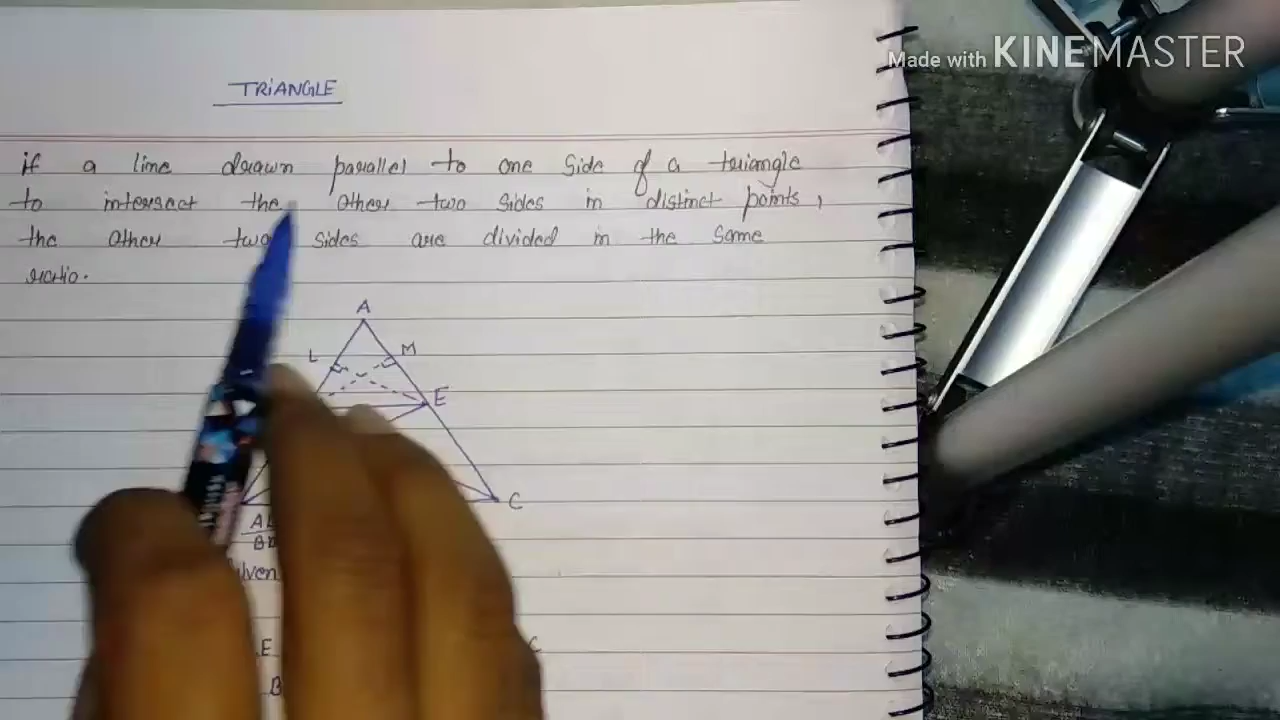 Made with KINEMASTER
TRiANGLE
if a line drawn parallel to one side of a triangle
to intersact the other two sides in distinct points,
the other two sides are divided in the same
ratio.
A
L
M
E
C